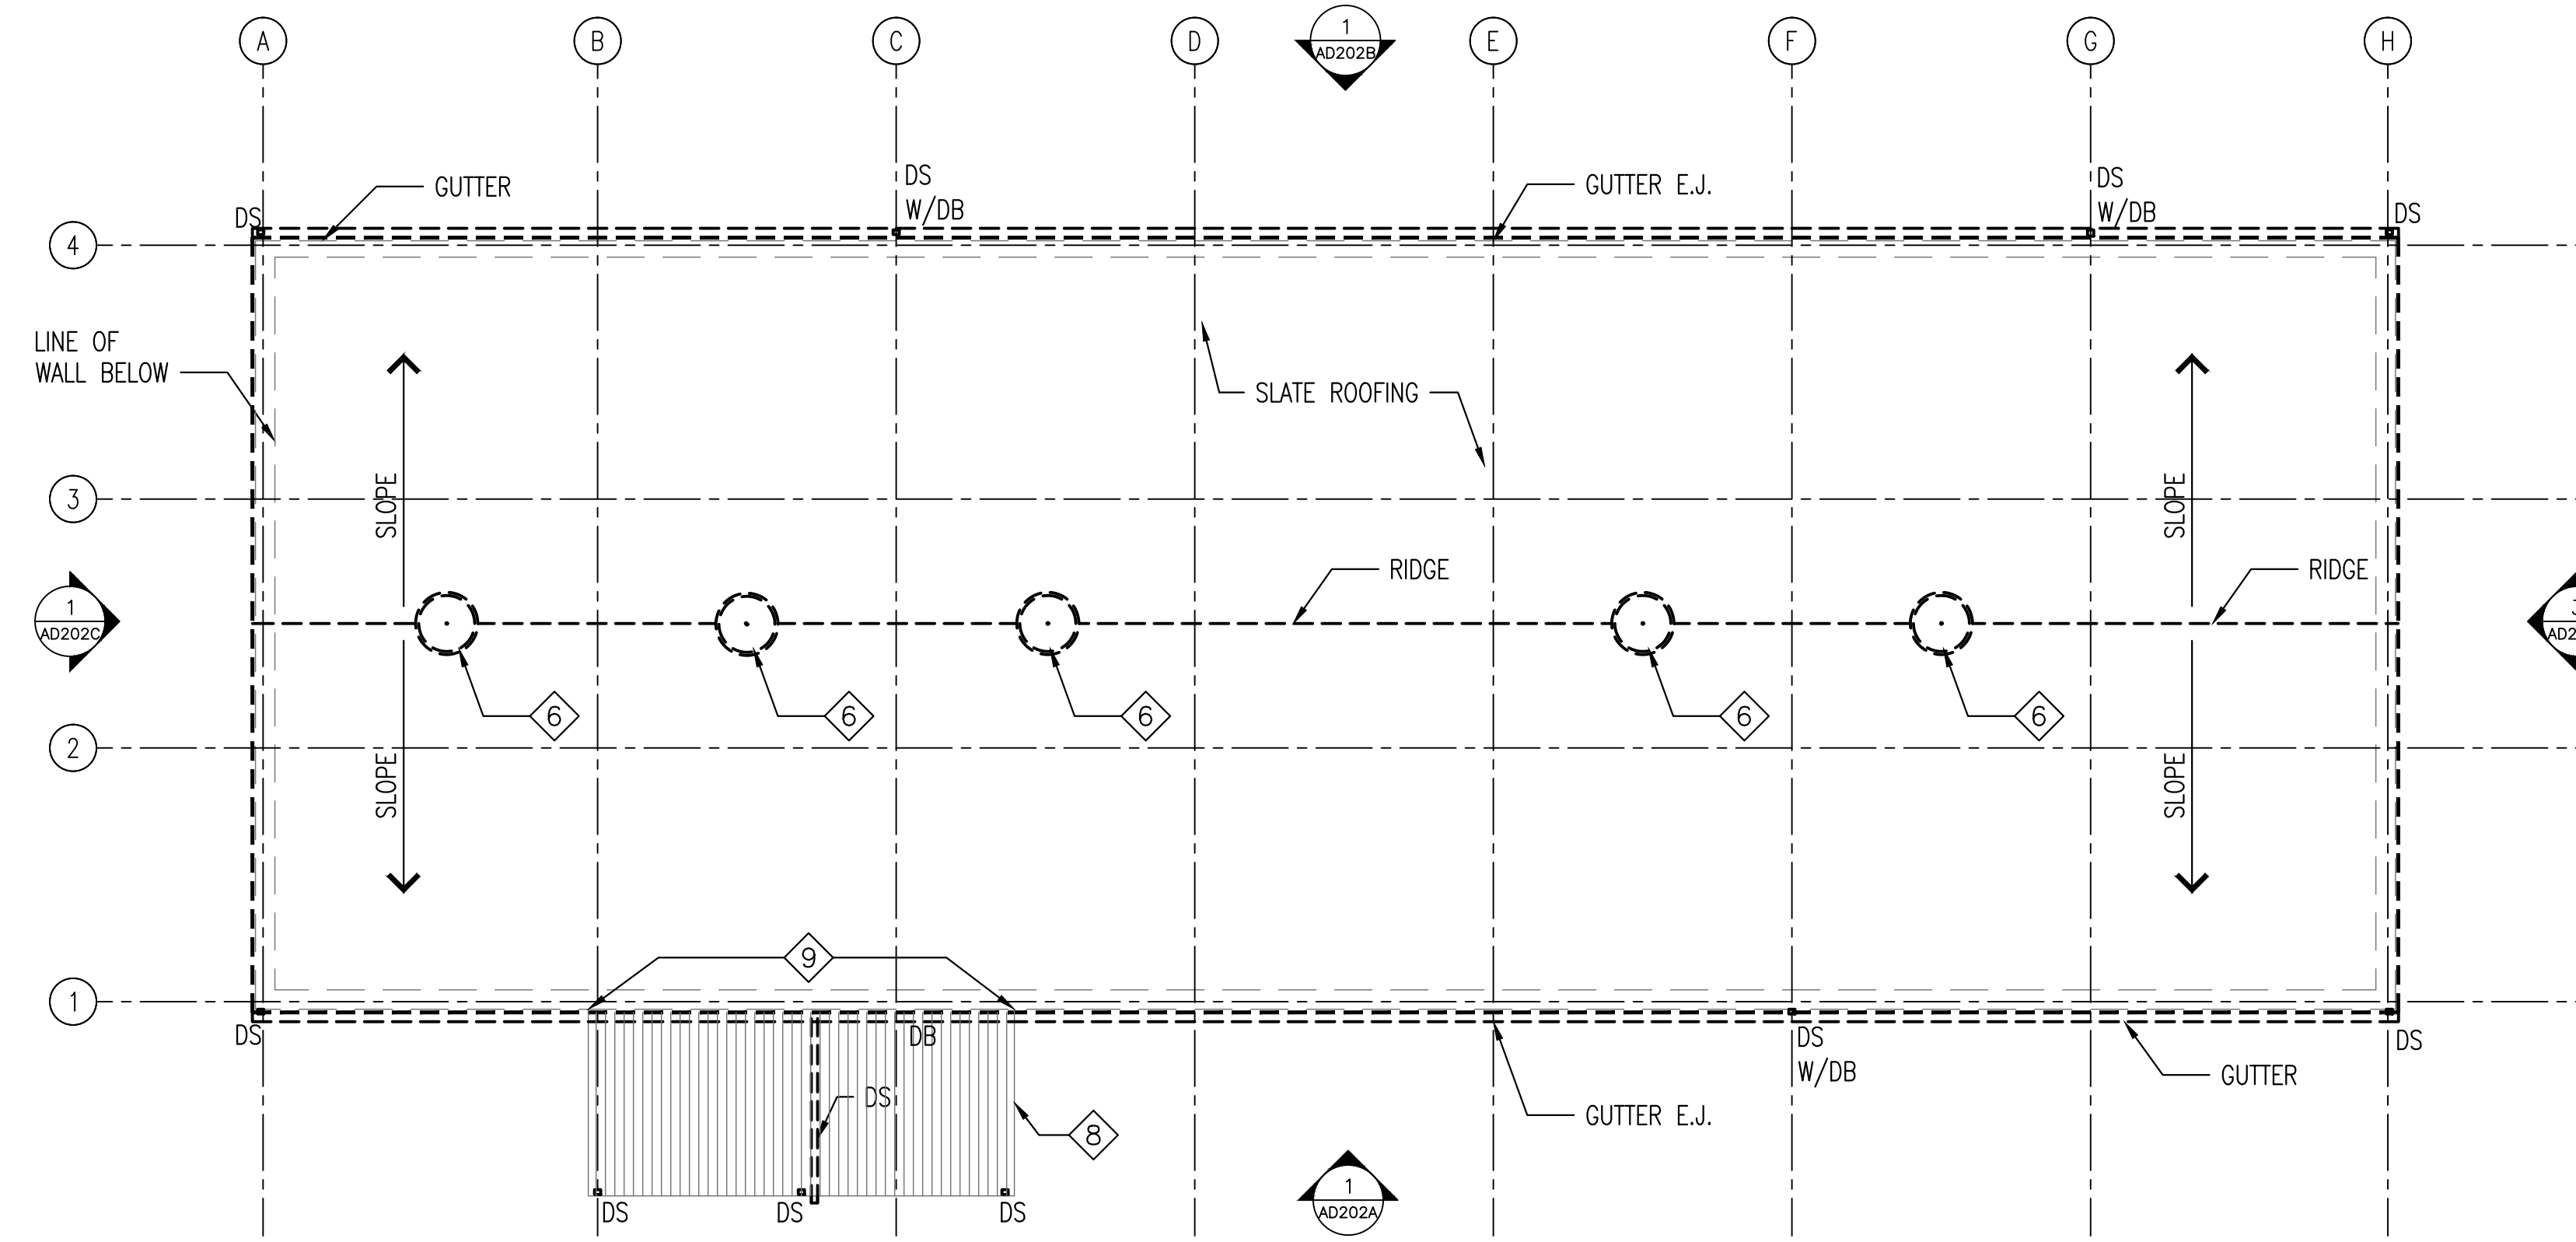 A
B
C
D
1
AD202B
E
F
G
H
DS
W/DB
DS
W/DB
GUTTER
GUTTER E.J.
DS
DS
4
LINE OF
WALL BELOW
SLATE ROOFING
SLOPE
SLOPE
3
RIDGE
RIDGE
1
AD202C
6
6
6
6
6
2
SLOPE
SLOPE
9
1
DS
DB
DS
W/DB
DS
GUTTER
DS
GUTTER E.J.
8
1
AD202A
DS
DS
DS